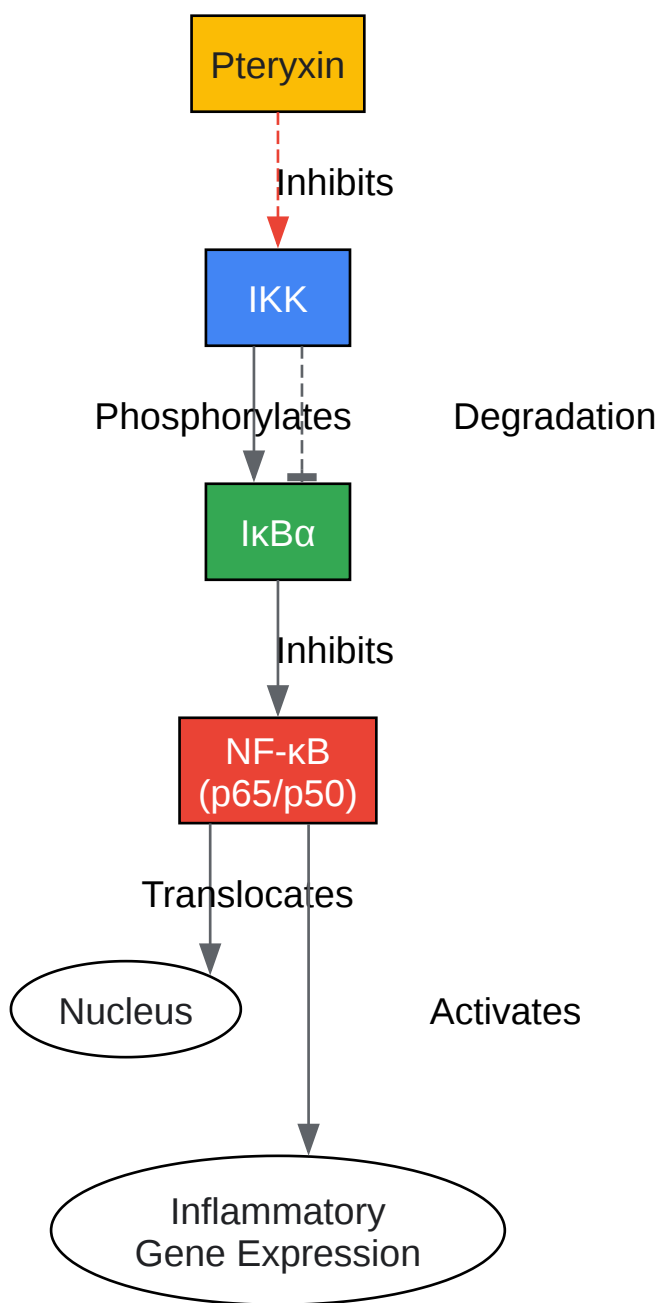 Pteryxin
Inhibits
IKK
Phosphorylates
Degradation
IκBα
Inhibits
NF-κB
(p65/p50)
Translocates
Nucleus
Activates
Inflammatory
Gene Expression